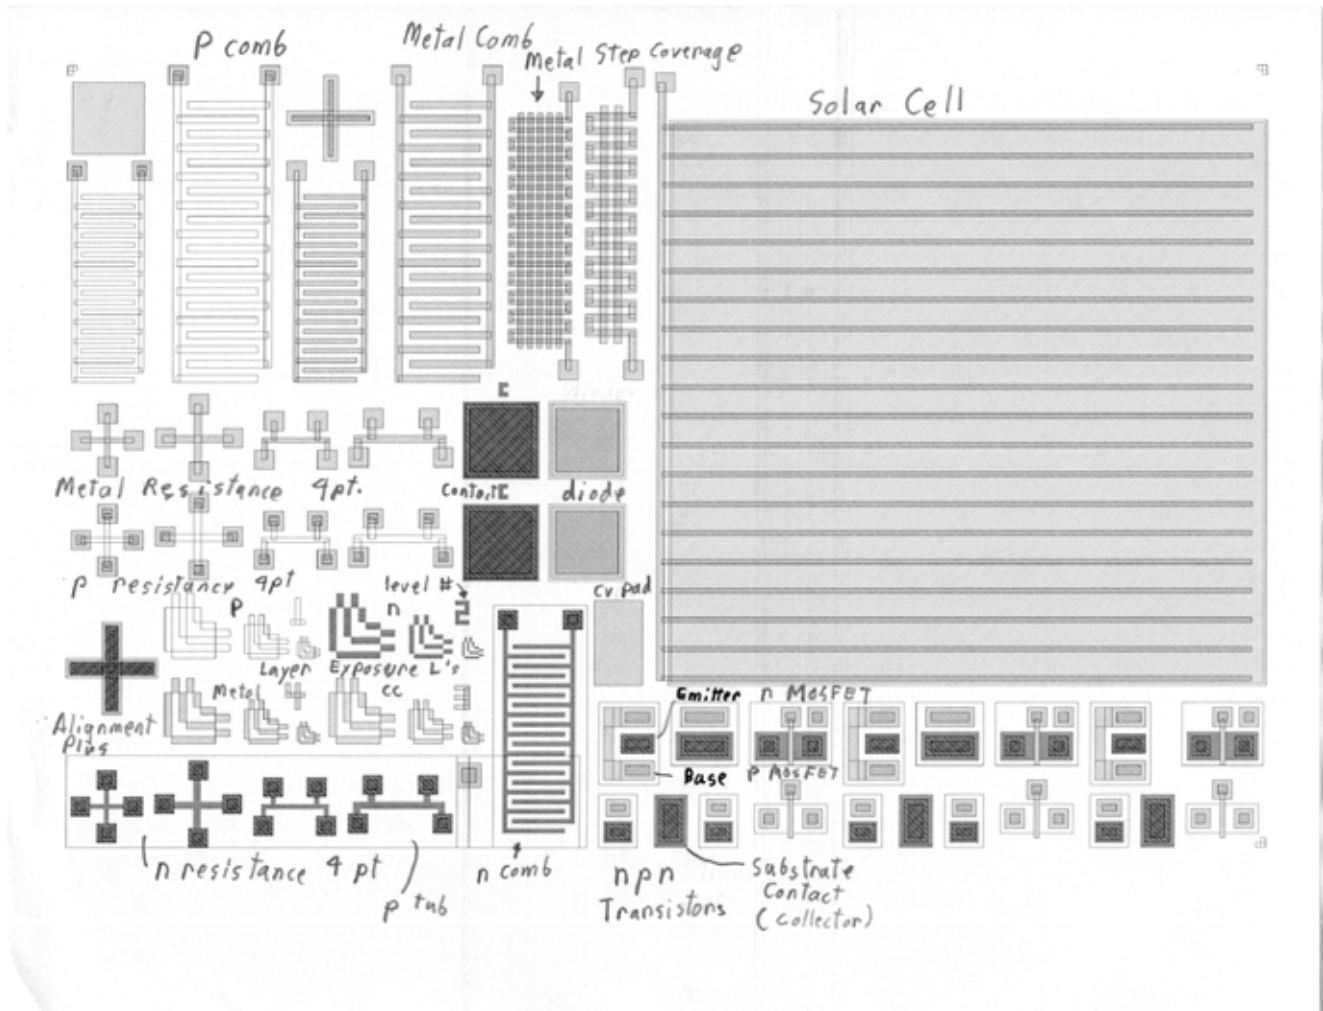 P comb
Metal Comb
Metal Step Coverage
Solar Cell
Metal Resistance 4pt.
Contact
diode
P resistance 4pt
level #
cv pad
P
n
Layer Exposure L's
Metal
cc
Alignment
Plus
Emitter
n MOSFET
Base
P MOSFET
n resistance 4 pt
p tub
n comb
npn
Transistors
Substrate
Contact
(collector)